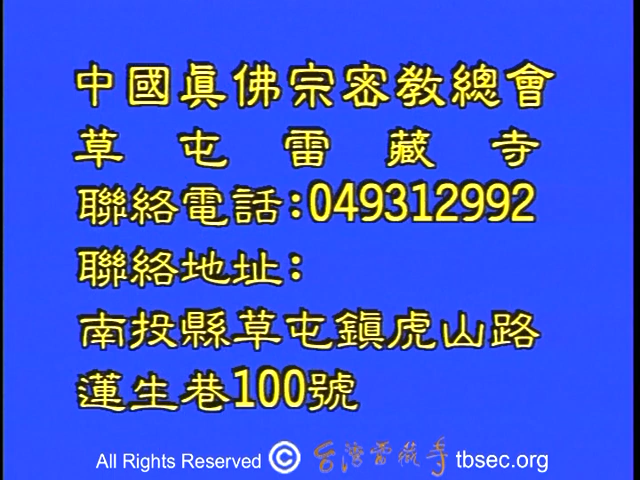 中國眞佛宗密教總會
草屯雷藏寺
聯絡電話:049312992
聯絡地址:
南投縣草屯鎮虎山路
蓮生巷100號
All Rights Reserved © 台灣雷藏寺 tbsec.org